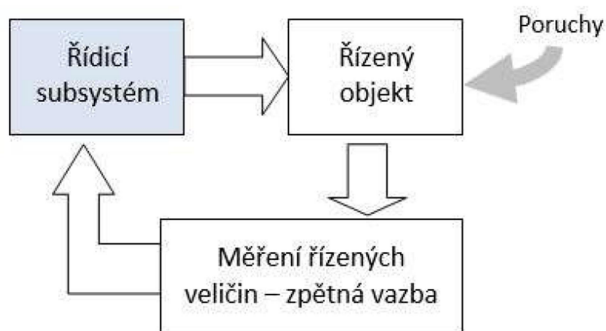 Řídicí
subsystém
Řízený
objekt
Poruchy
Měření řízených
veličin – zpětná vazba